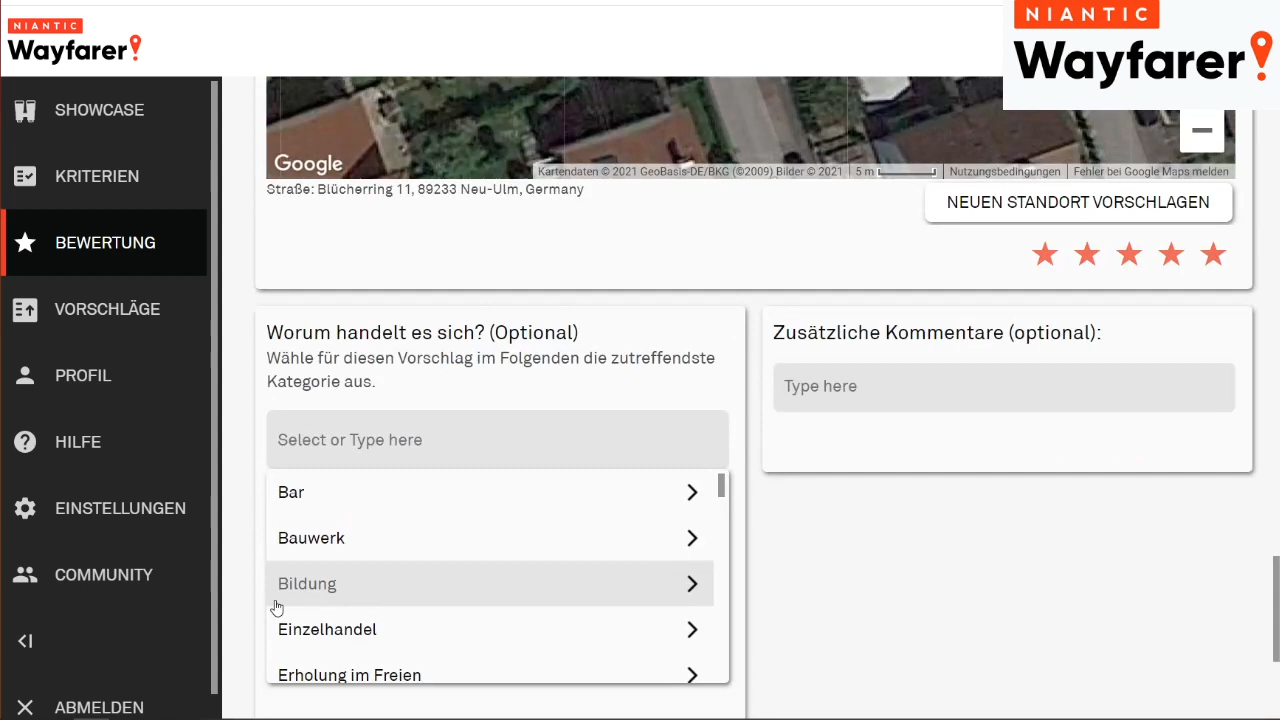 NIANTIC
Wayfarer!
NIANTIC
Wayfarer!
SHOWCASE
KRITERIEN
BEWERTUNG
VORSCHLÄGE
PROFIL
HILFE
EINSTELLUNGEN
COMMUNITY
ABMELDEN
Google
Kartendaten © 2021 GeoBasis-DE/BKG (©2009) Bilder © 2021
5 m
Nutzungsbedingungen
Fehler bei Google Maps melden
Straße: Blücherring 11, 89233 Neu-Ulm, Germany
NEUEN STANDORT VORSCHLAGEN
Worum handelt es sich? (Optional)
Wähle für diesen Vorschlag im Folgenden die zutreffendste
Kategorie aus.
Select or Type here
Bar
Bauwerk
Bildung
Einzelhandel
Erholung im Freien
Zusätzliche Kommentare (optional):
Type here